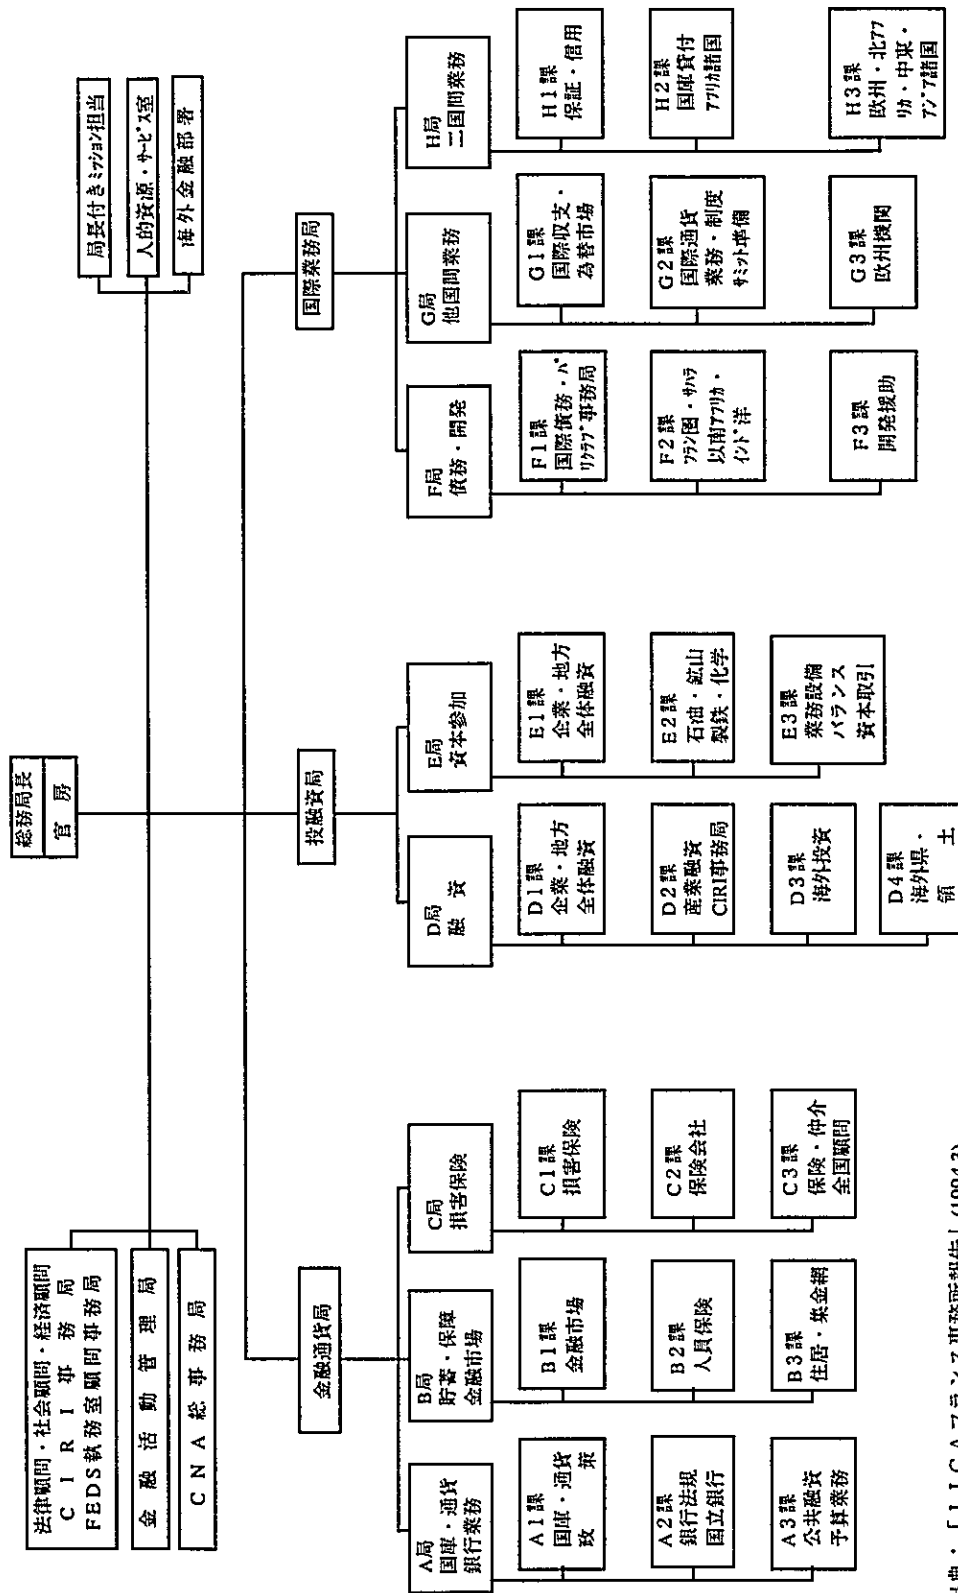 総務局長
官房
法律顧問・社会顧問・経済顧問
CIRI事務局
FEDS執務室顧問事務局
金融活動管理局
CNA総事務局
局長付きミッション担当
人的資源・サービス室
海外金融部署
金融通貨局
投融資局
国際業務局
A局
国庫・通貨
銀行業務
A1課
国庫・通貨
政策
A2課
銀行法規
国立銀行
A3課
公共融資
予算業務
B局
貯蓄・保障
金融市場
B1課
金融市場
B2課
人員保険
B3課
住居・集金網
C局
損害保険
C1課
損害保険
C2課
保険会社
C3課
保険・仲介
全国顧問
D局
融資
D1課
企業・地方
全体融資
D2課
産業融資
CIRI事務局
D3課
海外投資
D4課
海外県・
領土
E局
資本参加
E1課
企業・地方
全体融資
E2課
石油・鉱山
製鉄・化学
E3課
業務設備
バランス
資本取引
F局
債務・開発
F1課
国際債務・パ
リクラブ事務局
F2課
フラン圏・サハラ
以南アフリカ・
インド洋
F3課
開発援助
G局
他国間業務
G1課
国際収支・
為替市場
G2課
国際通貨
業務・制度
サミット準備
G3課
欧州機関
H局
二国間業務
H1課
保証・信用
H2課
国庫貸付
アフリカ諸国
H3課
欧州・北アフ
リカ・中東・
アジア諸国
出典:「JICAフランス事務所報告」(1994.3)